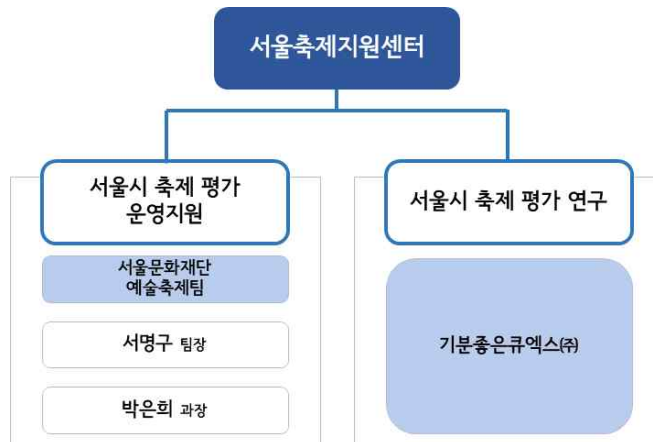 서울축제지원센터
서울시 축제 평가
운영지원
서울문화재단
예술축제팀
서명구 팀장
박은희 과장
서울시 축제 평가 연구
기분좋은큐엑스㈜